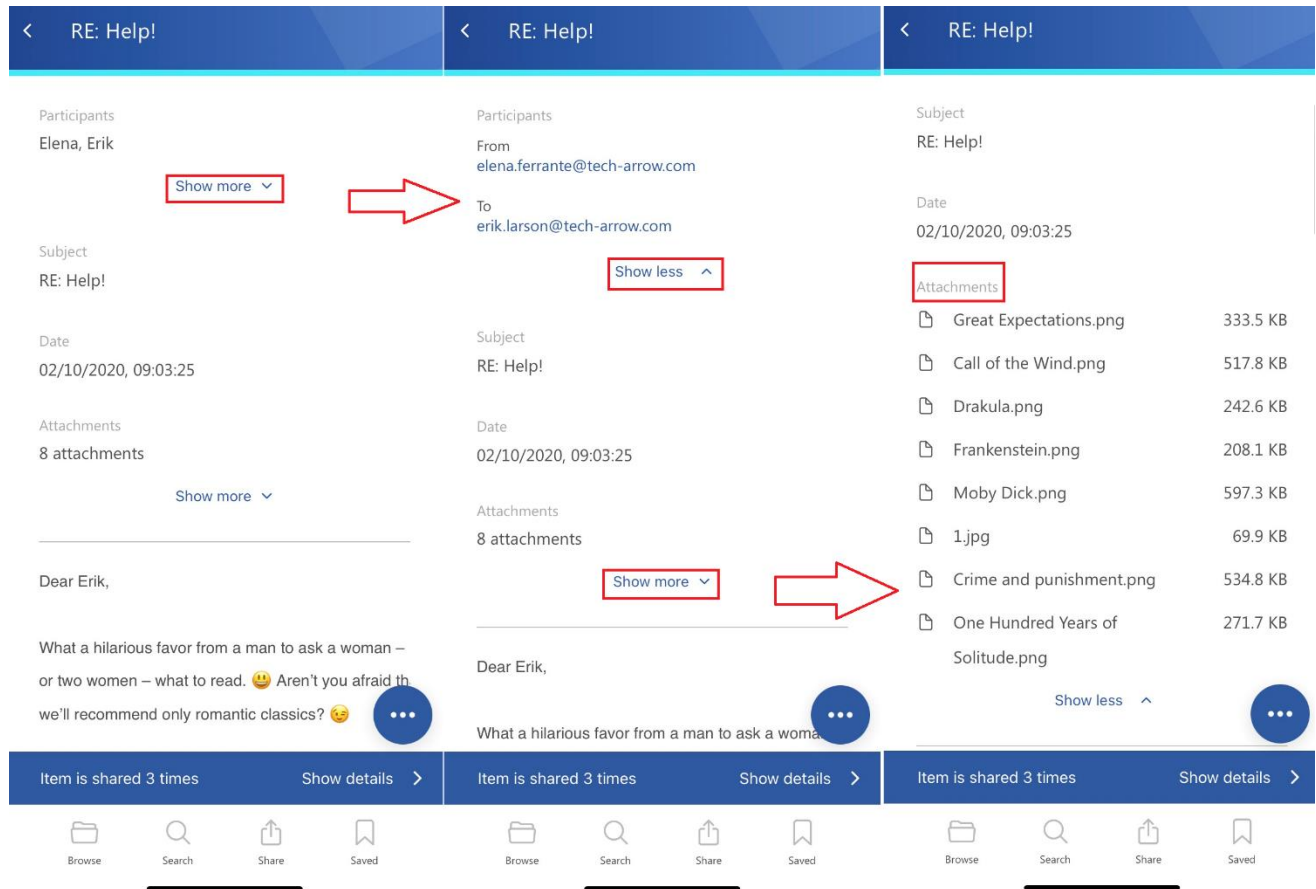 RE: Help!
Participants
Elena, Erik
Show more
Subject
RE: Help!
Date
02/10/2020, 09:03:25
Attachments
8 attachments
Show more
Dear Erik,
What a hilarious favor from a man to ask a woman –
or two women – what to read. 😃 Aren't you afraid th
we'll recommend only romantic classics? 😉
Item is shared 3 times Show details
Browse Search Share Saved
RE: Help!
Participants
From
elena.ferrante@tech-arrow.com
To
erik.larson@tech-arrow.com
Show less
Subject
RE: Help!
Date
02/10/2020, 09:03:25
Attachments
8 attachments
Show more
Dear Erik,
What a hilarious favor from a man to ask a woma
Item is shared 3 times Show details
Browse Search Share Saved
RE: Help!
Subject
RE: Help!
Date
02/10/2020, 09:03:25
Attachments
Great Expectations.png 333.5 KB
Call of the Wind.png 517.8 KB
Drakula.png 242.6 KB
Frankenstein.png 208.1 KB
Moby Dick.png 597.3 KB
1.jpg 69.9 KB
Crime and punishment.png 534.8 KB
One Hundred Years of 271.7 KB
Solitude.png
Show less
Item is shared 3 times Show details
Browse Search Share Saved